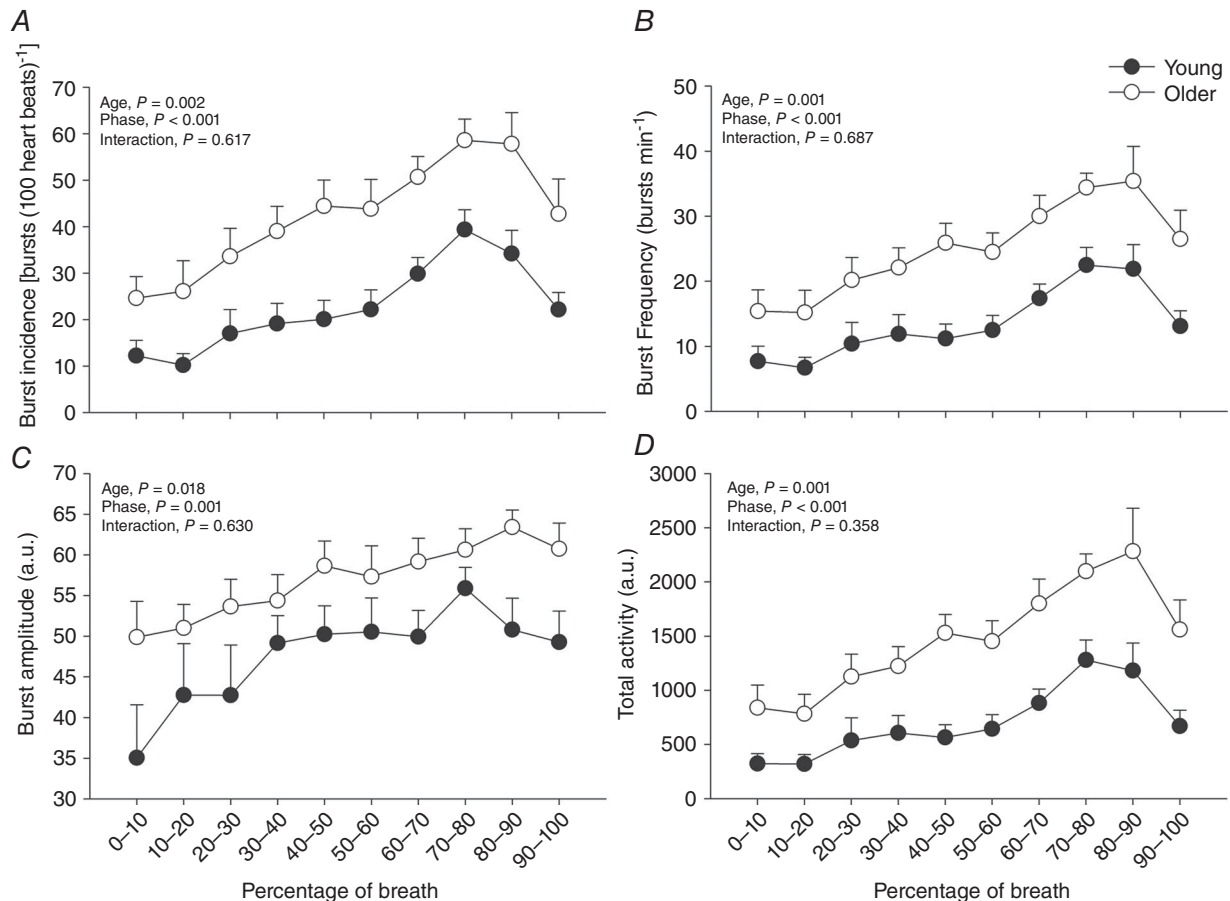 A
Burst incidence [bursts (100 heart beats)⁻¹]
70
60
50
40
30
20
10
0
Age, P = 0.002
Phase, P < 0.001
Interaction, P = 0.617
B
Young
Older
Burst Frequency (bursts min⁻¹)
50
40
30
20
10
0
Age, P = 0.001
Phase, P < 0.001
Interaction, P = 0.687
C
Burst amplitude (a.u.)
70
65
60
55
50
45
40
35
30
Age, P = 0.018
Phase, P = 0.001
Interaction, P = 0.630
0–10
10–20
20–30
30–40
40–50
50–60
60–70
70–80
80–90
90–100
Percentage of breath
D
Total activity (a.u.)
3000
2500
2000
1500
1000
500
0
Age, P = 0.001
Phase, P < 0.001
Interaction, P = 0.358
0–10
10–20
20–30
30–40
40–50
50–60
60–70
70–80
80–90
90–100
Percentage of breath